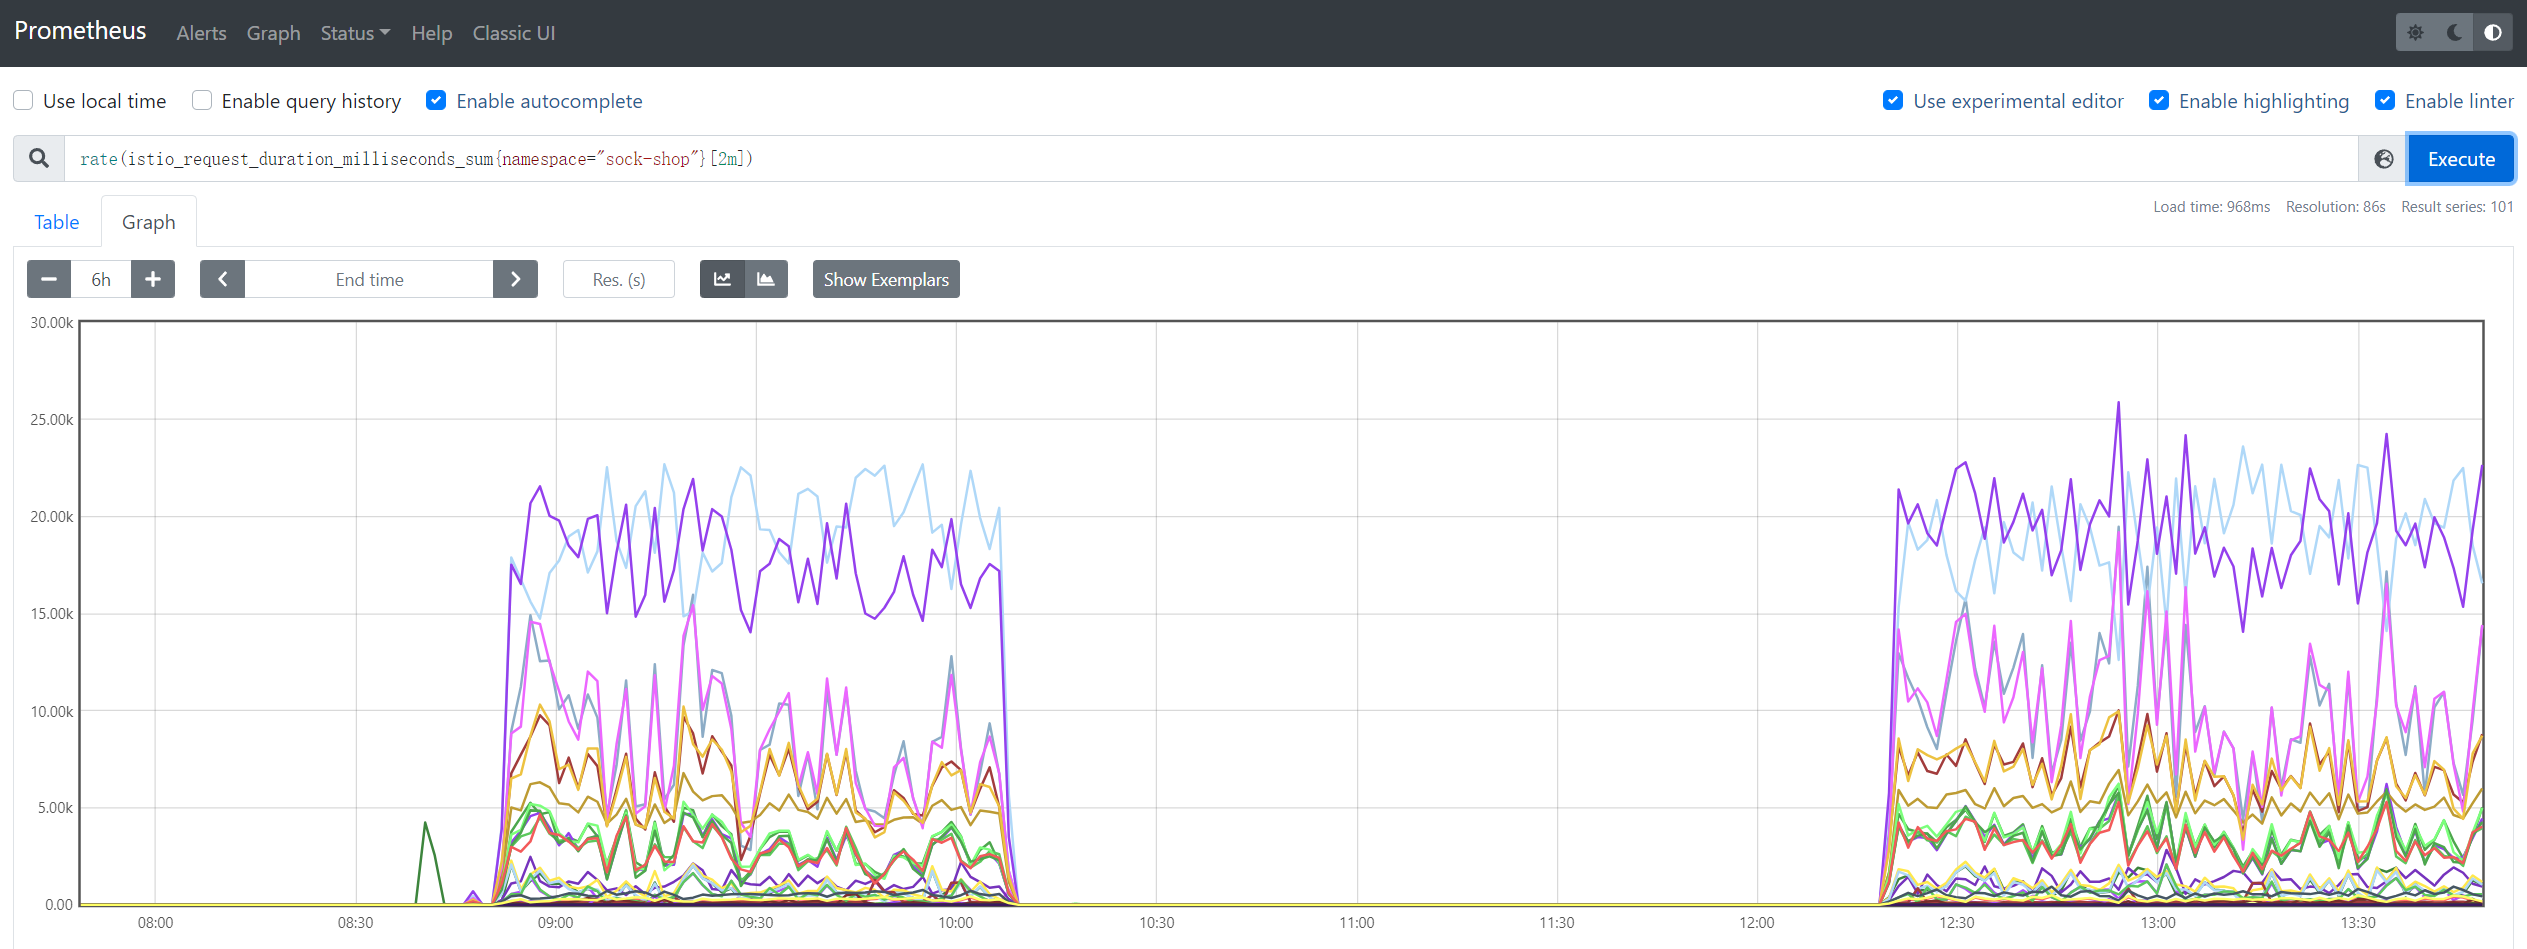 Prometheus Alerts Graph Status Help Classic UI
Use local time Enable query history Enable autocomplete Use experimental editor Enable highlighting Enable linter
rate(istio_request_duration_milliseconds_sum{namespace="sock-shop"}[2m]) Execute
Load time: 968ms Resolution: 86s Result series: 101
Table Graph
6h End time Res. (s) Show Exemplars
30.00k
25.00k
20.00k
15.00k
10.00k
5.00k
0.00
08:00 08:30 09:00 09:30 10:00 10:30 11:00 11:30 12:00 12:30 13:00 13:30